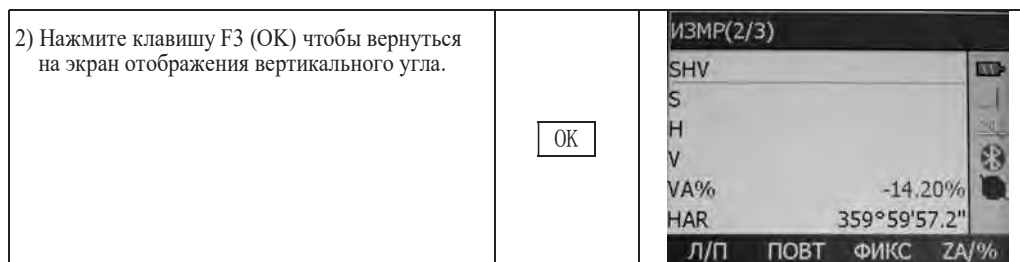 2) Нажмите клавишу F3 (OK) чтобы вернуться
на экран отображения вертикального угла.
OK
ИЗМР(2/3)
SHV
S
H
V
VA% -14.20%
HAR 359°59'57.2"
Л/П ПОВТ ФИКС ZA/%